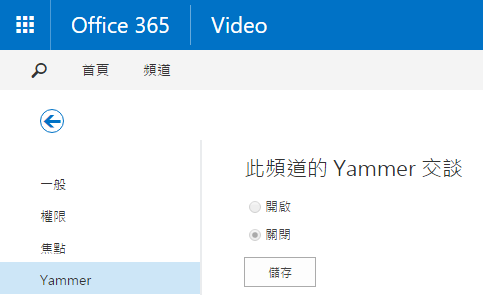 Office 365 Video
首頁 頻道
一般
權限
焦點
Yammer
此頻道的 Yammer 交談
開啟
關閉
儲存